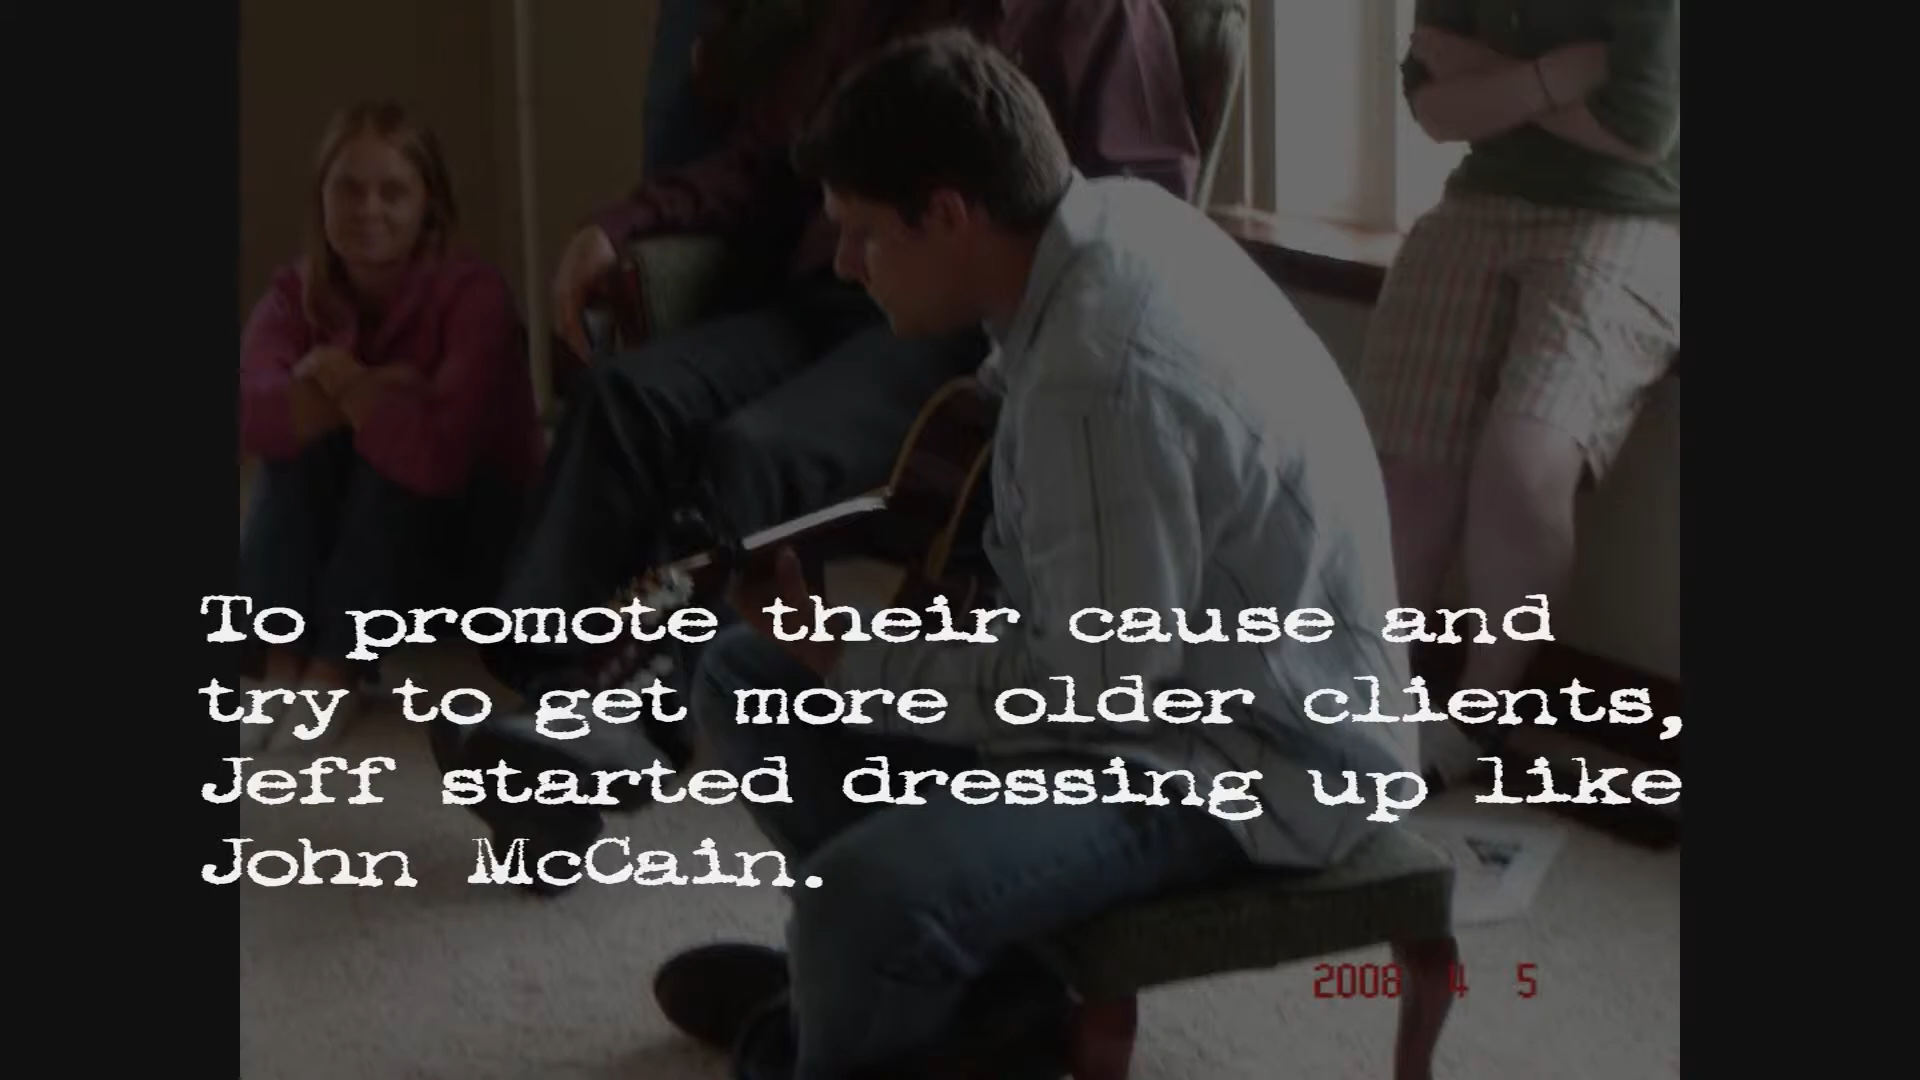 To promote their cause and
try to get more older clients,
Jeff started dressing up like
John McCain.
2008 4 5